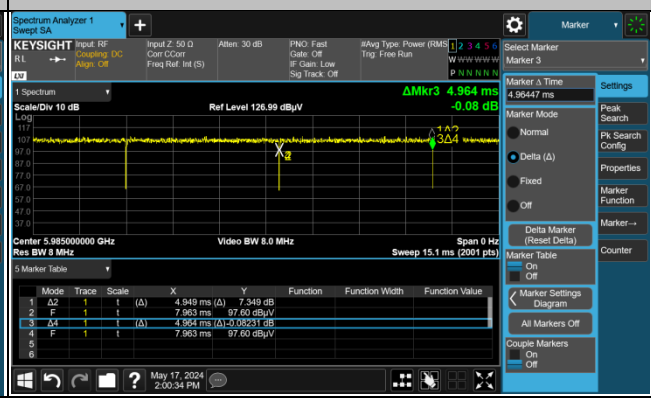 Spectrum Analyzer 1
Swept SA
+
Marker
KEYSIGHT
Input: RF
Coupling: DC
Align: Off
Input Z: 50 Ω
Corr CCorr
Freq Ref: Int (S)
Atten: 30 dB
PNO: Fast
Gate: Off
IF Gain: Low
Sig Track: Off
#Avg Type: Power (RMS
Trig: Free Run
1 2 3 4 5 6
W W W W W W
P N N N N N
RL
LXI
Select Marker
Marker 3
1 Spectrum
Scale/Div 10 dB
Ref Level 126.99 dBµV
ΔMkr3 4.964 ms
-0.08 dB
Log
117
107
97.0
87.0
77.0
67.0
57.0
47.0
37.0
1Δ2
3Δ4
Center 5.985000000 GHz
Res BW 8 MHz
Video BW 8.0 MHz
Span 0 Hz
Sweep 15.1 ms (2001 pts)
5 Marker Table
Mode Trace Scale X Y Function Function Width Function Value
1 Δ2 1 t (Δ) 4.949 ms (Δ) 7.349 dB
2 F 1 t 7.963 ms 97.60 dBµV
3 Δ4 1 t (Δ) 4.964 ms (Δ) -0.08231 dB
4 F 1 t 7.963 ms 97.60 dBµV
5
6
?
May 17, 2024
2:00:34 PM
Marker Δ Time
4.96447 ms
Marker Mode
Normal
Delta (Δ)
Fixed
Off
Delta Marker
(Reset Delta)
Marker Table
On
Off
Marker Settings
Diagram
All Markers Off
Couple Markers
On
Off
Settings
Peak
Search
Pk Search
Config
Properties
Marker
Function
Marker→
Counter